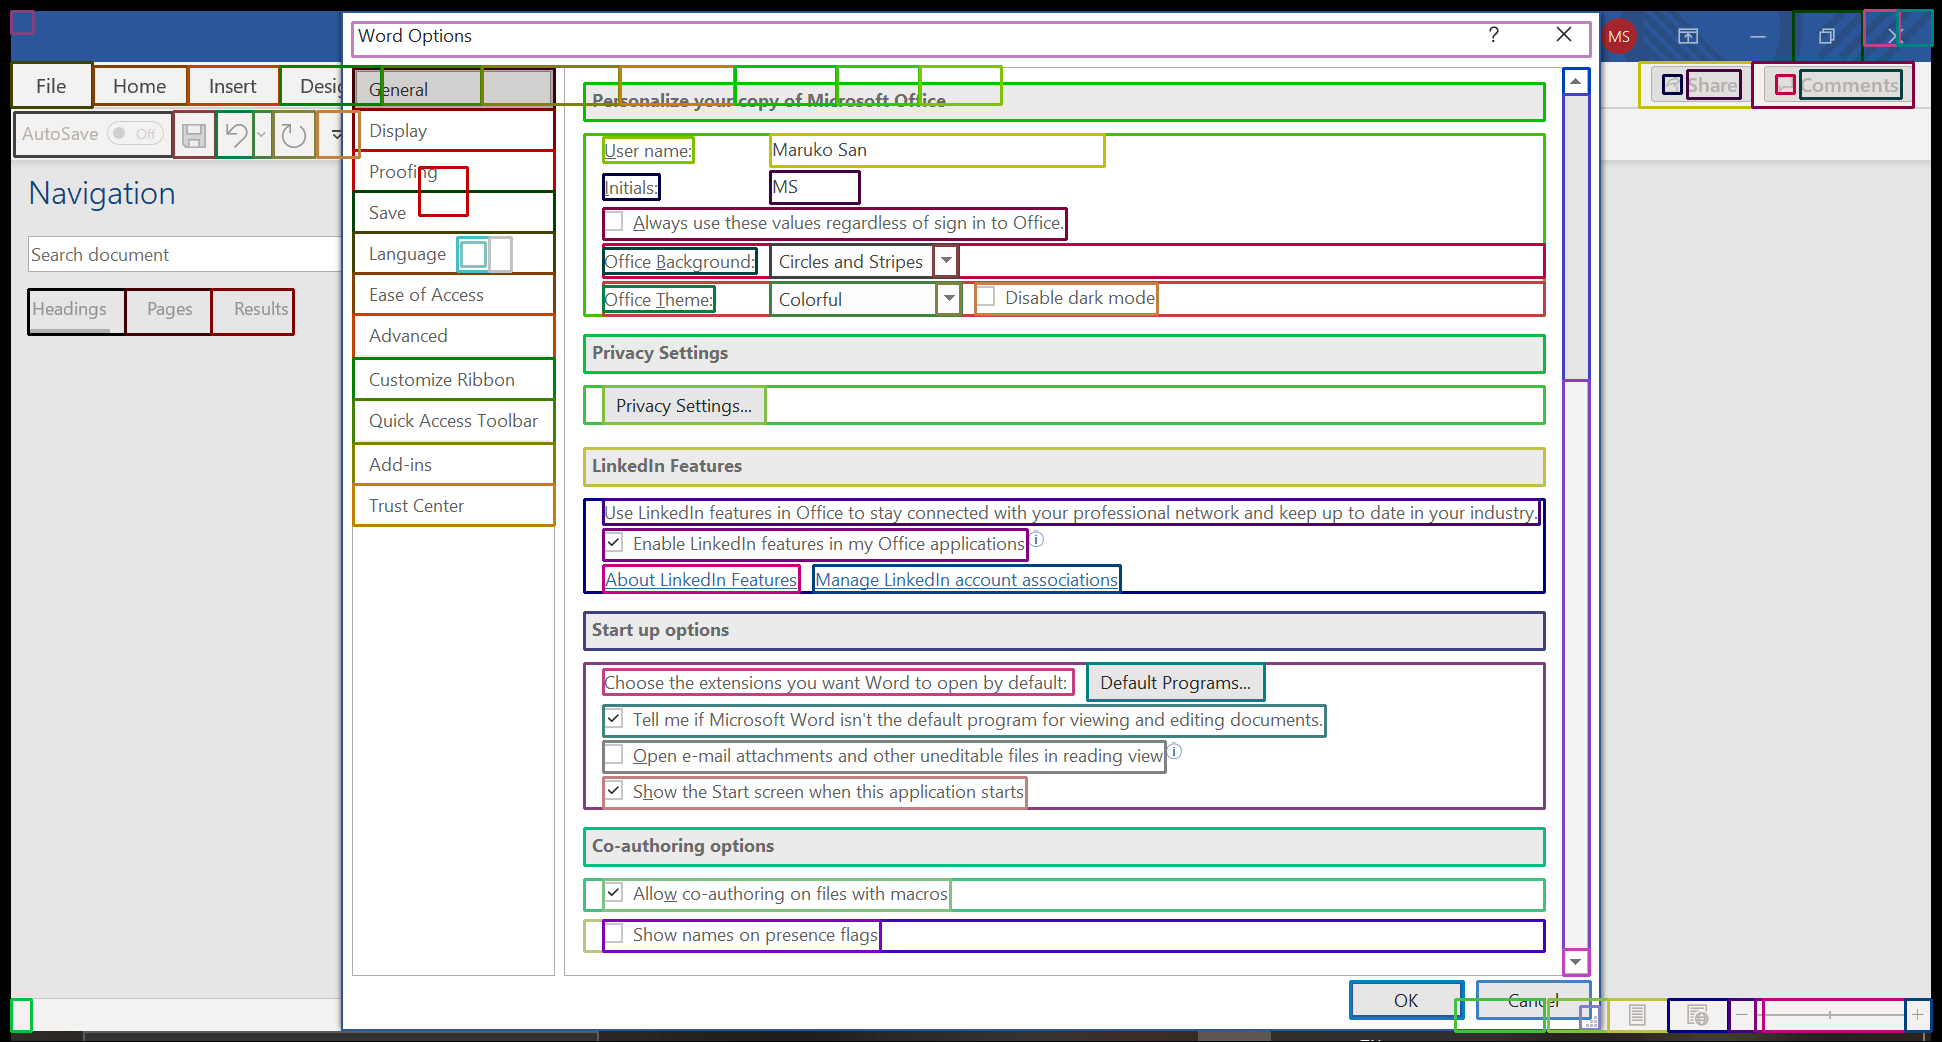 Word Options
?
MS
File
Home
Insert
General
Share
Comments
AutoSave
Off
Display
Proofing
Save
Language
Ease of Access
Advanced
Customize Ribbon
Quick Access Toolbar
Add-ins
Trust Center
Navigation
Search document
Headings
Pages
Results
Personalize your copy of Microsoft Office
User name:
Maruko San
Initials:
MS
Always use these values regardless of sign in to Office.
Office Background:
Circles and Stripes
Office Theme:
Colorful
Disable dark mode
Privacy Settings
Privacy Settings...
LinkedIn Features
Use LinkedIn features in Office to stay connected with your professional network and keep up to date in your industry.
Enable LinkedIn features in my Office applications
About LinkedIn Features
Manage LinkedIn account associations
Start up options
Choose the extensions you want Word to open by default:
Default Programs...
Tell me if Microsoft Word isn't the default program for viewing and editing documents.
Open e-mail attachments and other uneditable files in reading view
Show the Start screen when this application starts
Co-authoring options
Allow co-authoring on files with macros
Show names on presence flags
OK
Cancel